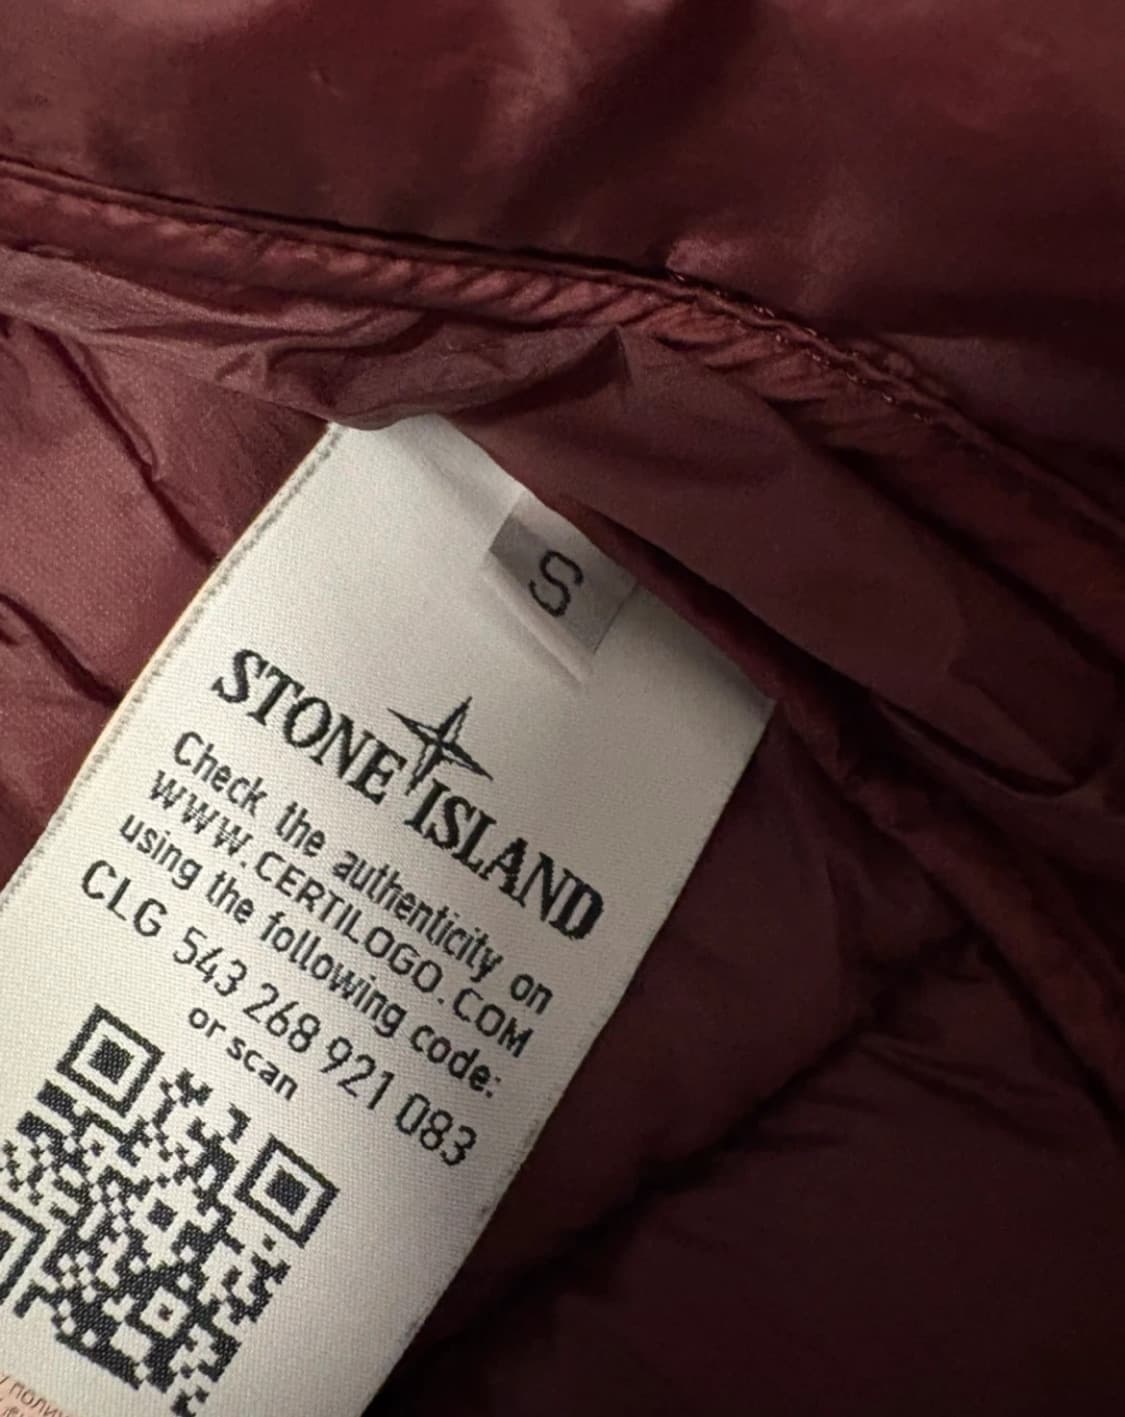 S
STONE ISLAND
Check the authenticity on
WWW.CERTILOGO.COM
using the following code:
CLG 543 268 921 083
or scan